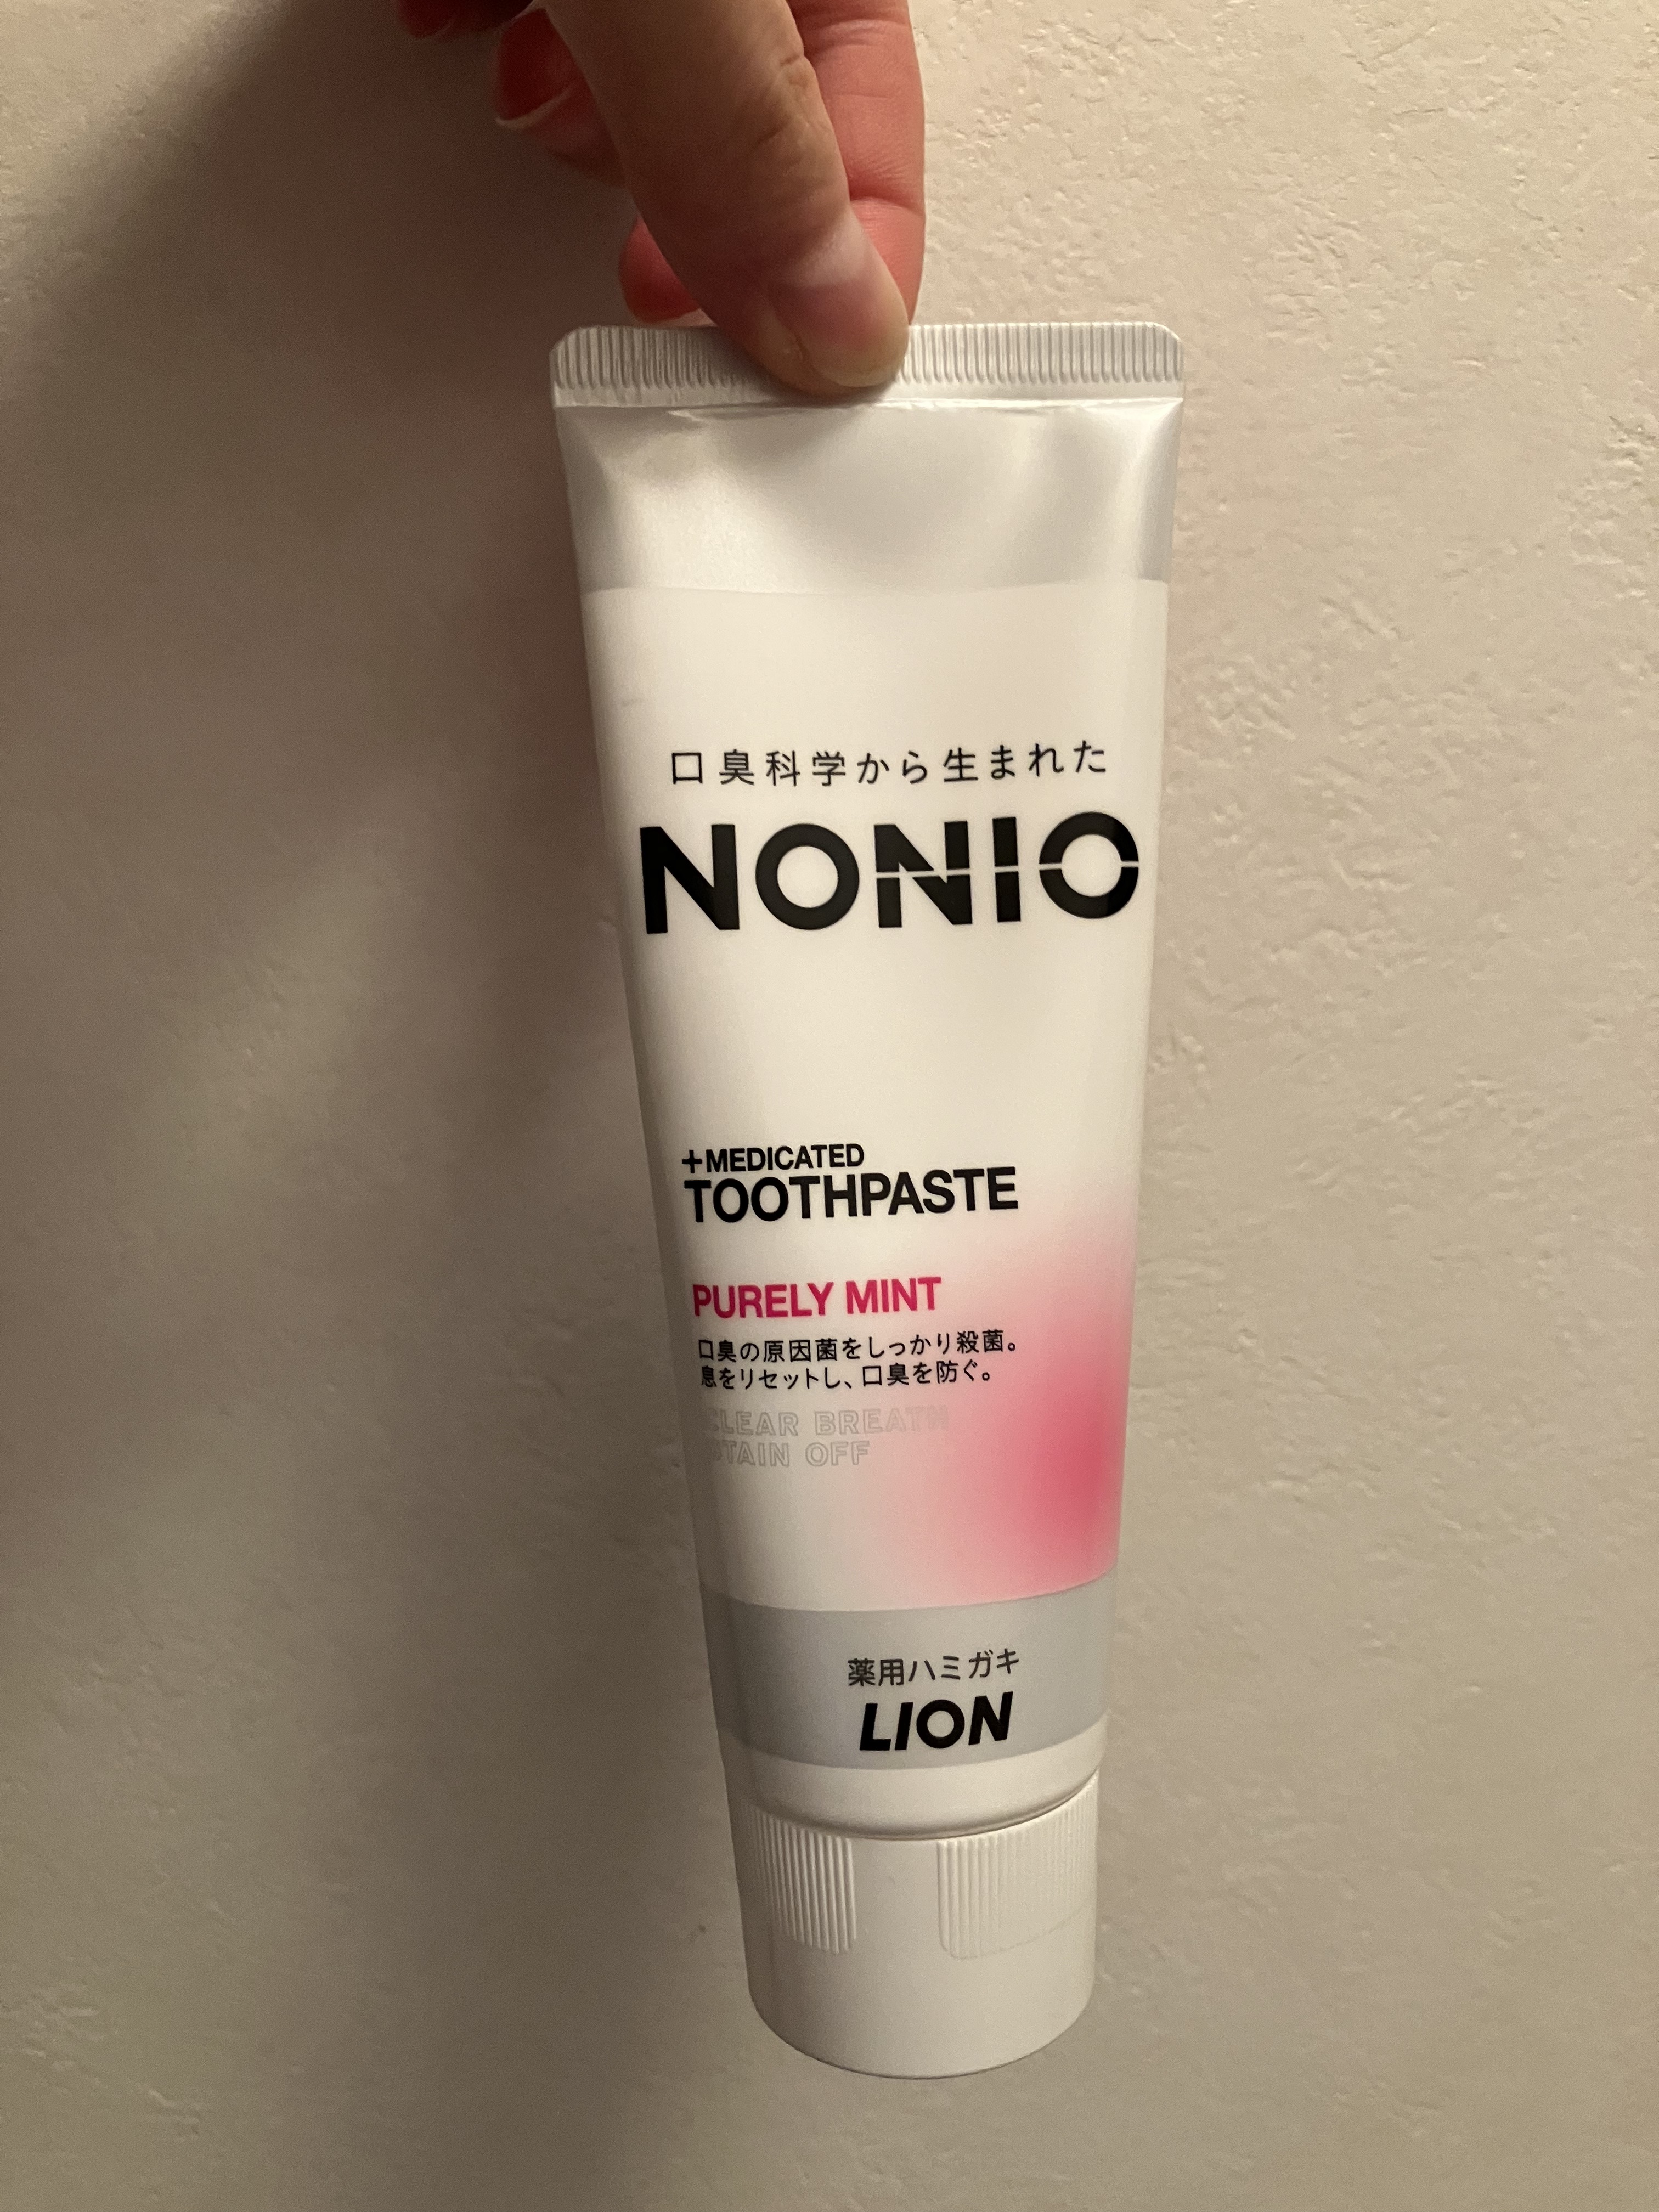 口臭科学から生まれた
NONIO
+MEDICATED
TOOTHPASTE
PURELY MINT
口臭の原因菌をしっかり殺菌。
息をリセットし、口臭を防ぐ。
CLEAR BREATH
STAIN OFF
薬用ハミガキ
LION